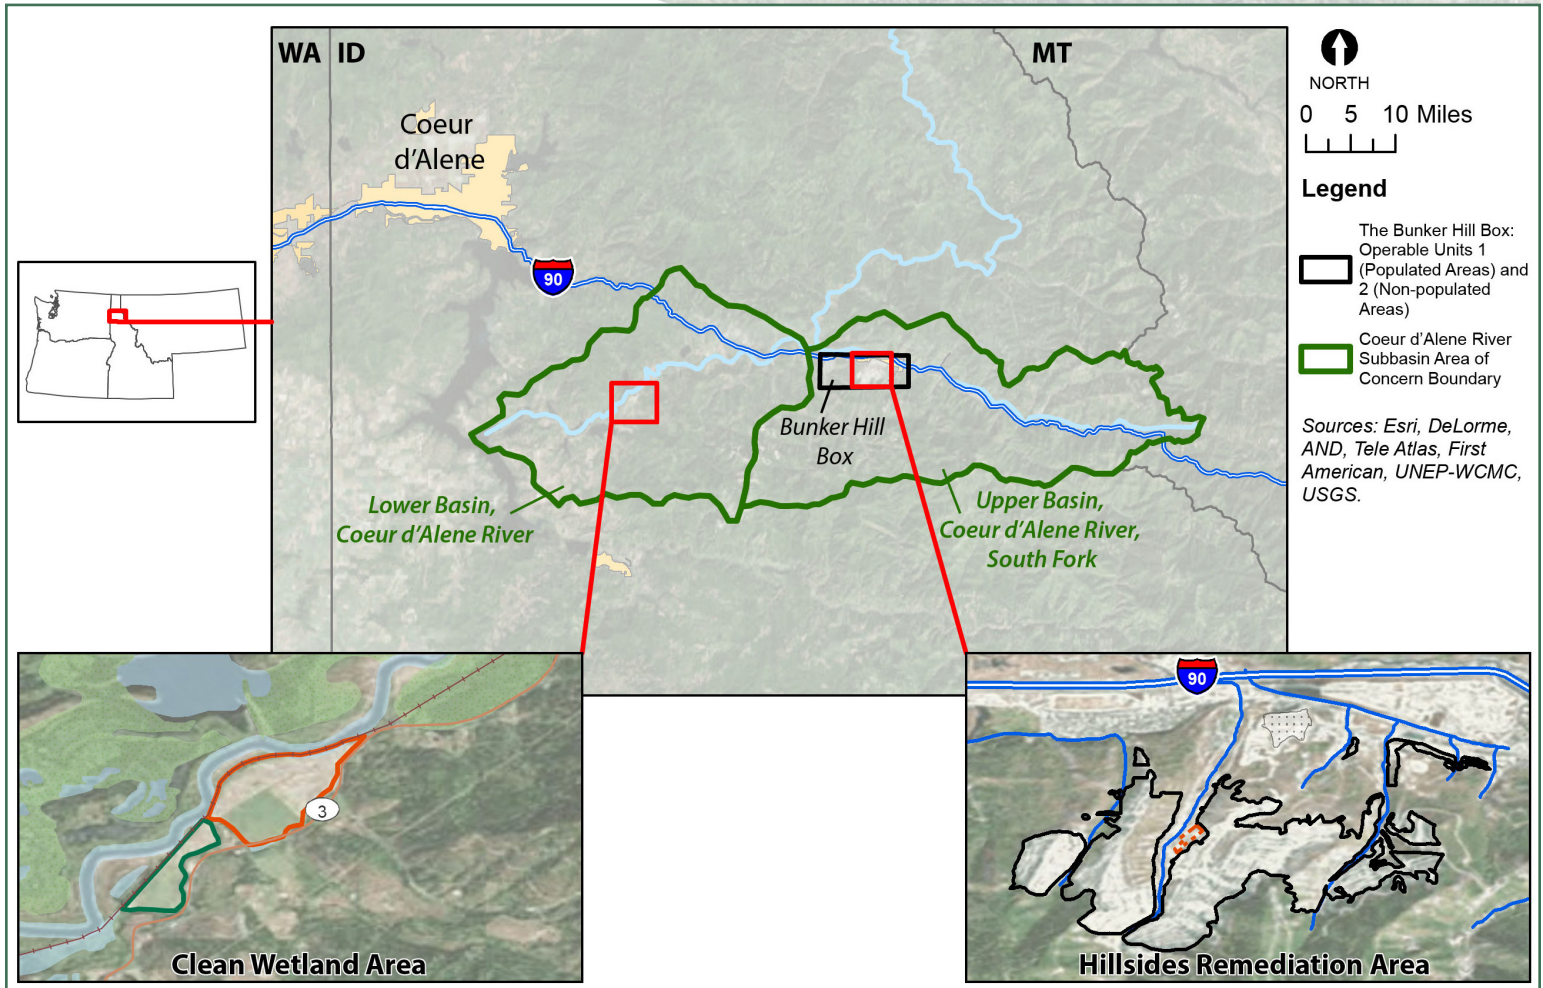 WA
ID
MT
Coeur
d'Alene
90
Bunker Hill
Box
Lower Basin,
Coeur d'Alene River
Upper Basin,
Coeur d'Alene River,
South Fork
NORTH
0 5 10 Miles
Legend
The Bunker Hill Box:
Operable Units 1
(Populated Areas) and
2 (Non-populated
Areas)
Coeur d'Alene River
Subbasin Area of
Concern Boundary
Sources: Esri, DeLorme,
AND, Tele Atlas, First
American, UNEP-WCMC,
USGS.
3
Clean Wetland Area
90
Hillsides Remediation Area